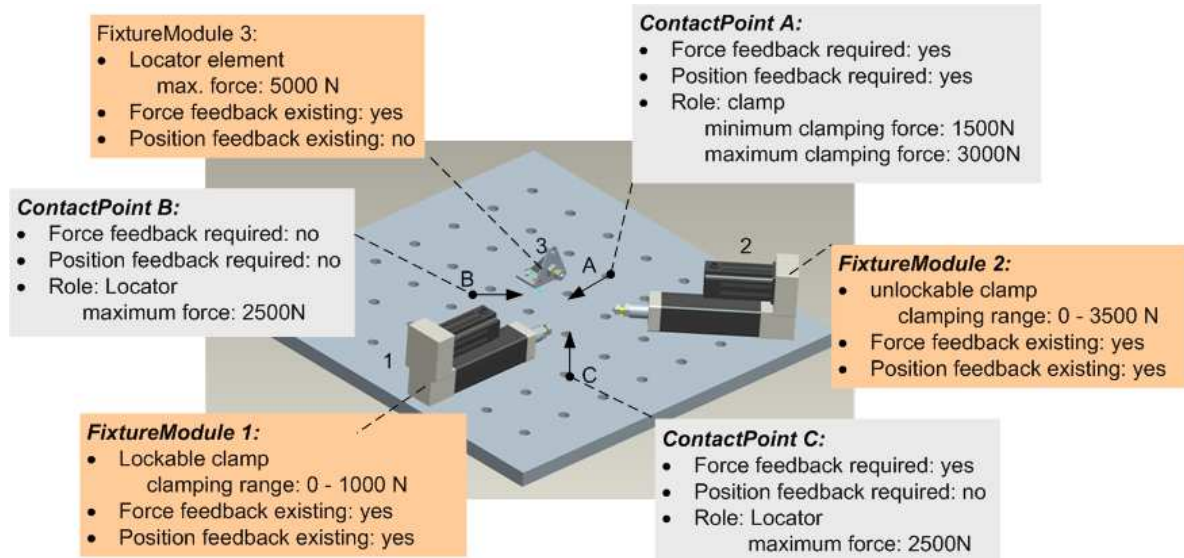 FixtureModule 3:
• Locator element
max. force: 5000 N
• Force feedback existing: yes
• Position feedback existing: no
ContactPoint A:
• Force feedback required: yes
• Position feedback required: yes
• Role: clamp
minimum clamping force: 1500N
maximum clamping force: 3000N
ContactPoint B:
• Force feedback required: no
• Position feedback required: no
• Role: Locator
maximum force: 2500N
3
A
2
B
1
C
FixtureModule 2:
• unlockable clamp
clamping range: 0 - 3500 N
• Force feedback existing: yes
• Position feedback existing: yes
FixtureModule 1:
• Lockable clamp
clamping range: 0 - 1000 N
• Force feedback existing: yes
• Position feedback existing: yes
ContactPoint C:
• Force feedback required: yes
• Position feedback required: no
• Role: Locator
maximum force: 2500N